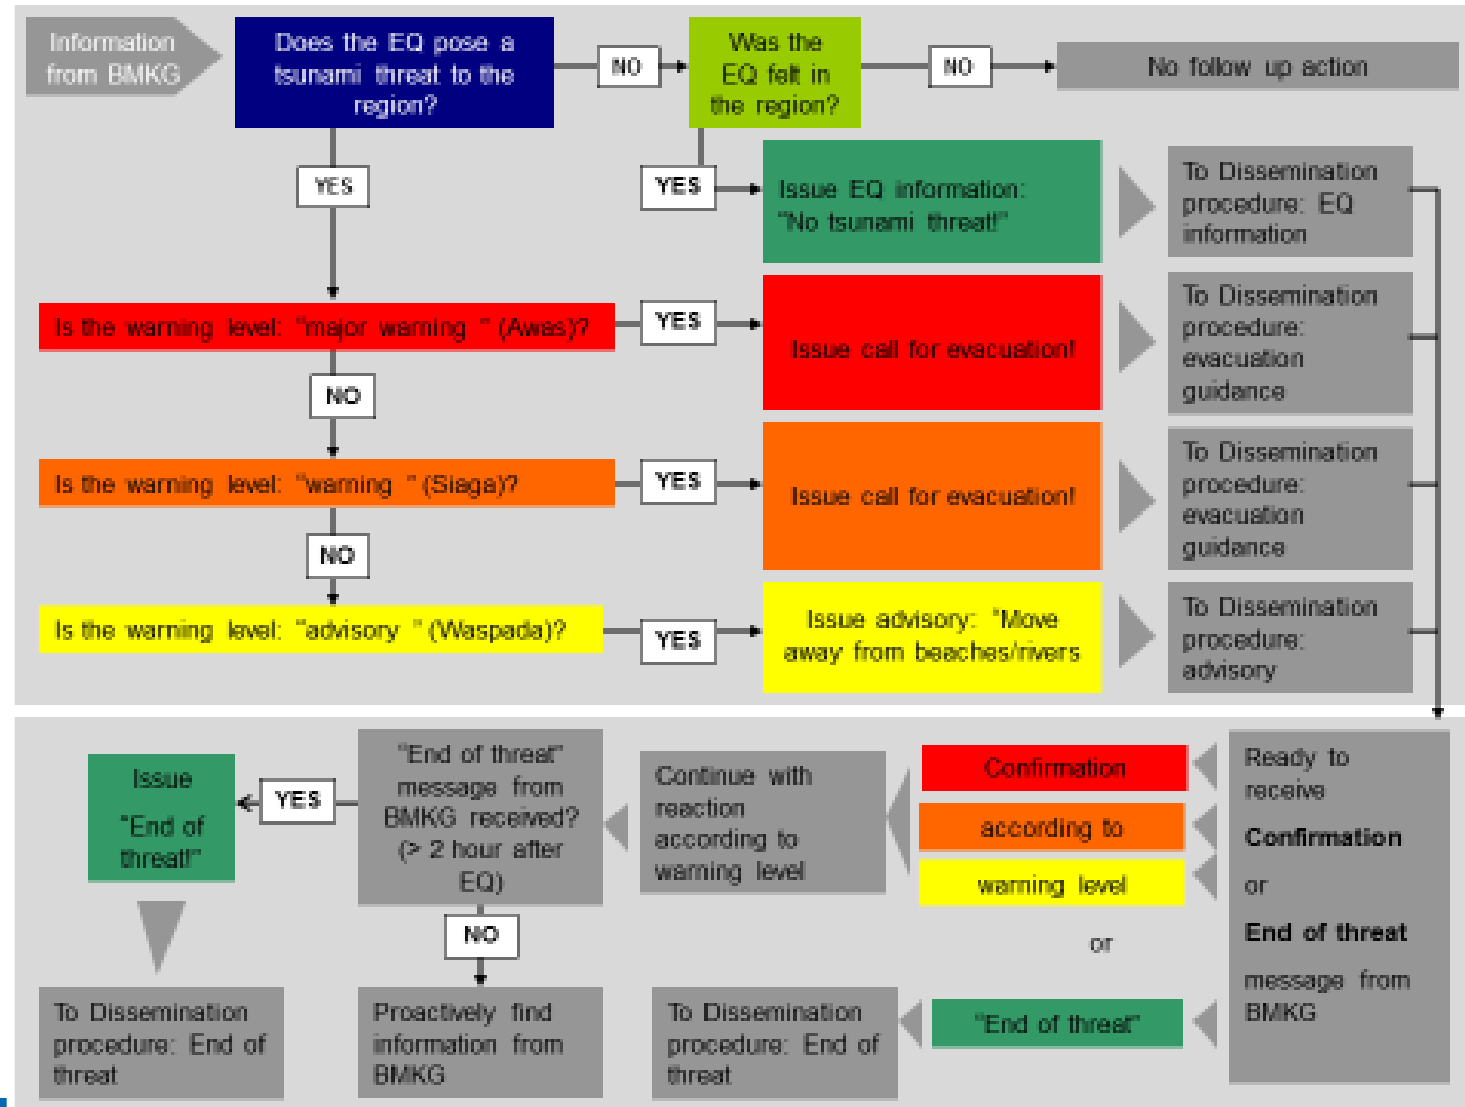 Information
from BMKG
Does the EQ pose a
tsunami threat to the
region?
NO
Was the
EQ felt in
the region?
NO
No follow up action
YES
YES
Issue EQ information:
"No tsunami threat!"
To Dissemination
procedure: EQ
information
Is the warning level: "major warning " (Awas)?
YES
Issue call for evacuation!
To Dissemination
procedure:
evacuation
guidance
NO
Is the warning level: "warning " (Siaga)?
YES
Issue call for evacuation!
To Dissemination
procedure:
evacuation
guidance
NO
Is the warning level: "advisory " (Waspada)?
YES
Issue advisory: "Move
away from beaches/rivers
To Dissemination
procedure:
advisory
Ready to
receive
Confirmation
or
End of threat
message from
BMKG
Confirmation
according to
warning level
or
"End of threat"
Continue with
reaction
according to
warning level
To Dissemination
procedure: End of
threat
"End of threat"
message from
BMKG received?
(> 2 hour after
EQ)
YES
Issue
"End of
threat!"
To Dissemination
procedure: End of
threat
NO
Proactively find
information from
BMKG